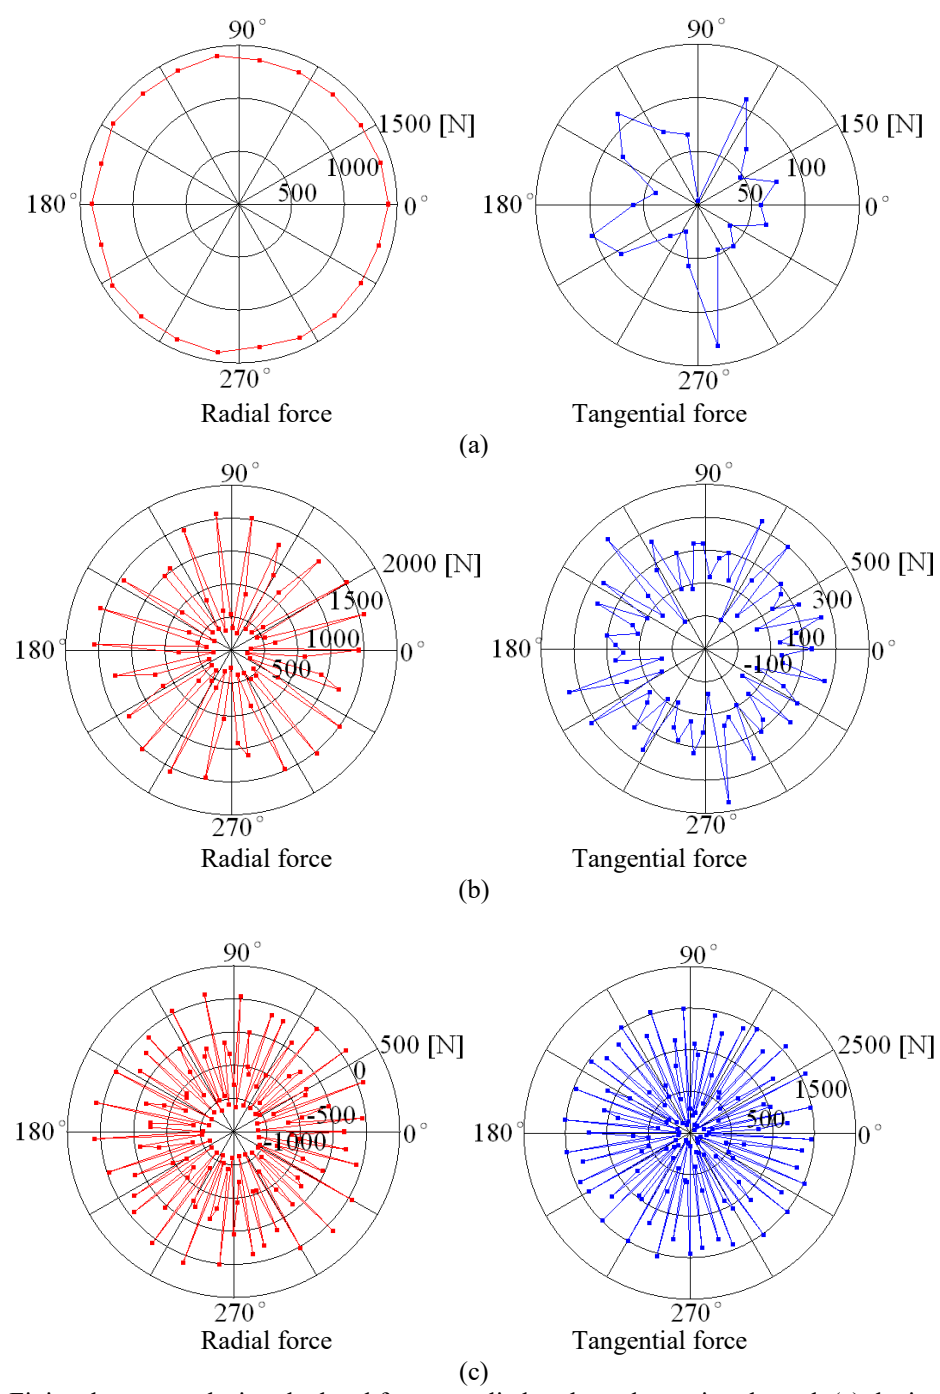 90° 90°
1500 [N] 150 [N]
1000 100
500 50
180° 0° 180° 0°
270° 270°
Radial force Tangential force
(a)
90° 90°
2000 [N] 500 [N]
1500 300
1000 100
180° 500 0° 180° -100 0°
270° 270°
Radial force Tangential force
(b)
90° 90°
500 [N] 2500 [N]
0 1500
-500 500
180° -1000 0° 180° 0°
270° 270°
Radial force Tangential force
(c)